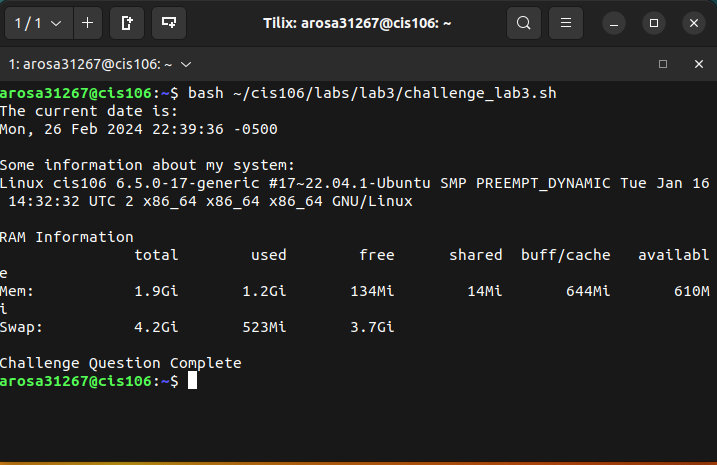 1 / 1
Tilix: arosa31267@cis106: ~
1: arosa31267@cis106: ~
arosa31267@cis106:~$ bash ~/cis106/labs/lab3/challenge_lab3.sh
The current date is:
Mon, 26 Feb 2024 22:39:36 -0500
Some information about my system:
Linux cis106 6.5.0-17-generic #17~22.04.1-Ubuntu SMP PREEMPT_DYNAMIC Tue Jan 16
 14:32:32 UTC 2 x86_64 x86_64 x86_64 GNU/Linux
RAM Information
               total        used        free      shared  buff/cache   availabl
e
Mem:           1.9Gi       1.2Gi       134Mi        14Mi       644Mi       610M
i
Swap:          4.2Gi       523Mi       3.7Gi
Challenge Question Complete
arosa31267@cis106:~$